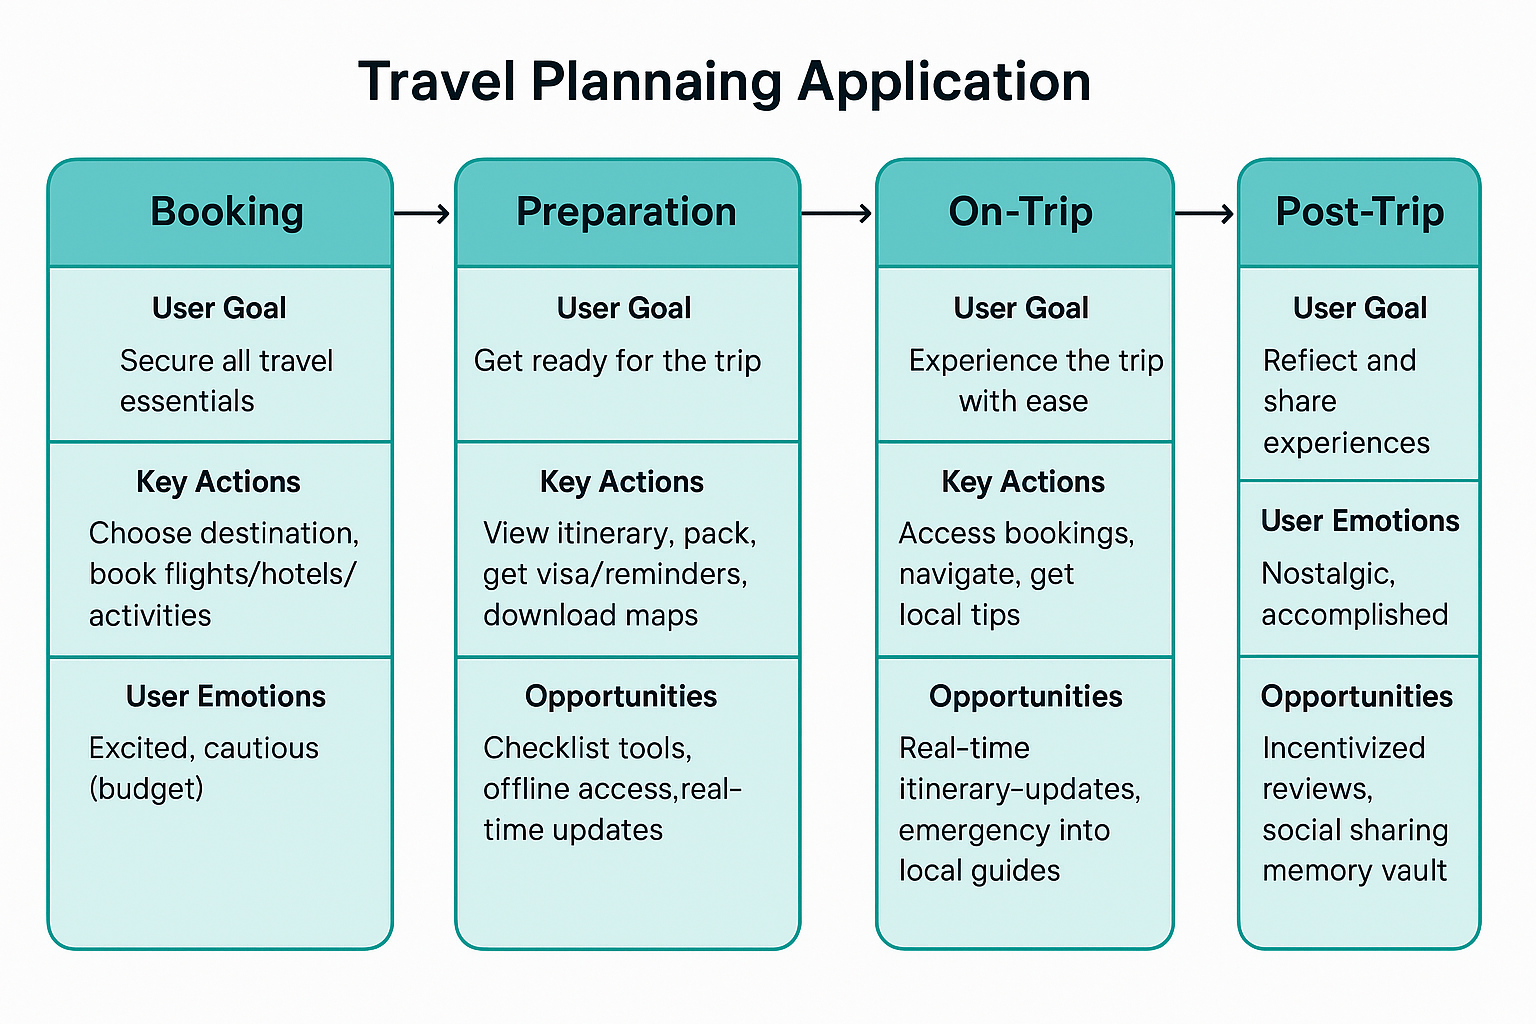 Travel Plannaing Application
Booking
User Goal
Secure all travel
essentials
Key Actions
Choose destination,
book flights/hotels/
activities
User Emotions
Excited, cautious
(budget)
Preparation
User Goal
Get ready for the trip
Key Actions
View itinerary, pack,
get visa/reminders,
download maps
Opportunities
Checklist tools,
offline access,real–
time updates
On-Trip
User Goal
Experience the trip
with ease
Key Actions
Access bookings,
navigate, get
local tips
Opportunities
Real–time
itinerary–updates,
emergency into
local guides
Post-Trip
User Goal
Refiect and
share
experiences
User Emotions
Nostalgic,
accomplished
Opportunities
Incentivized
reviews,
social sharing
memory vault